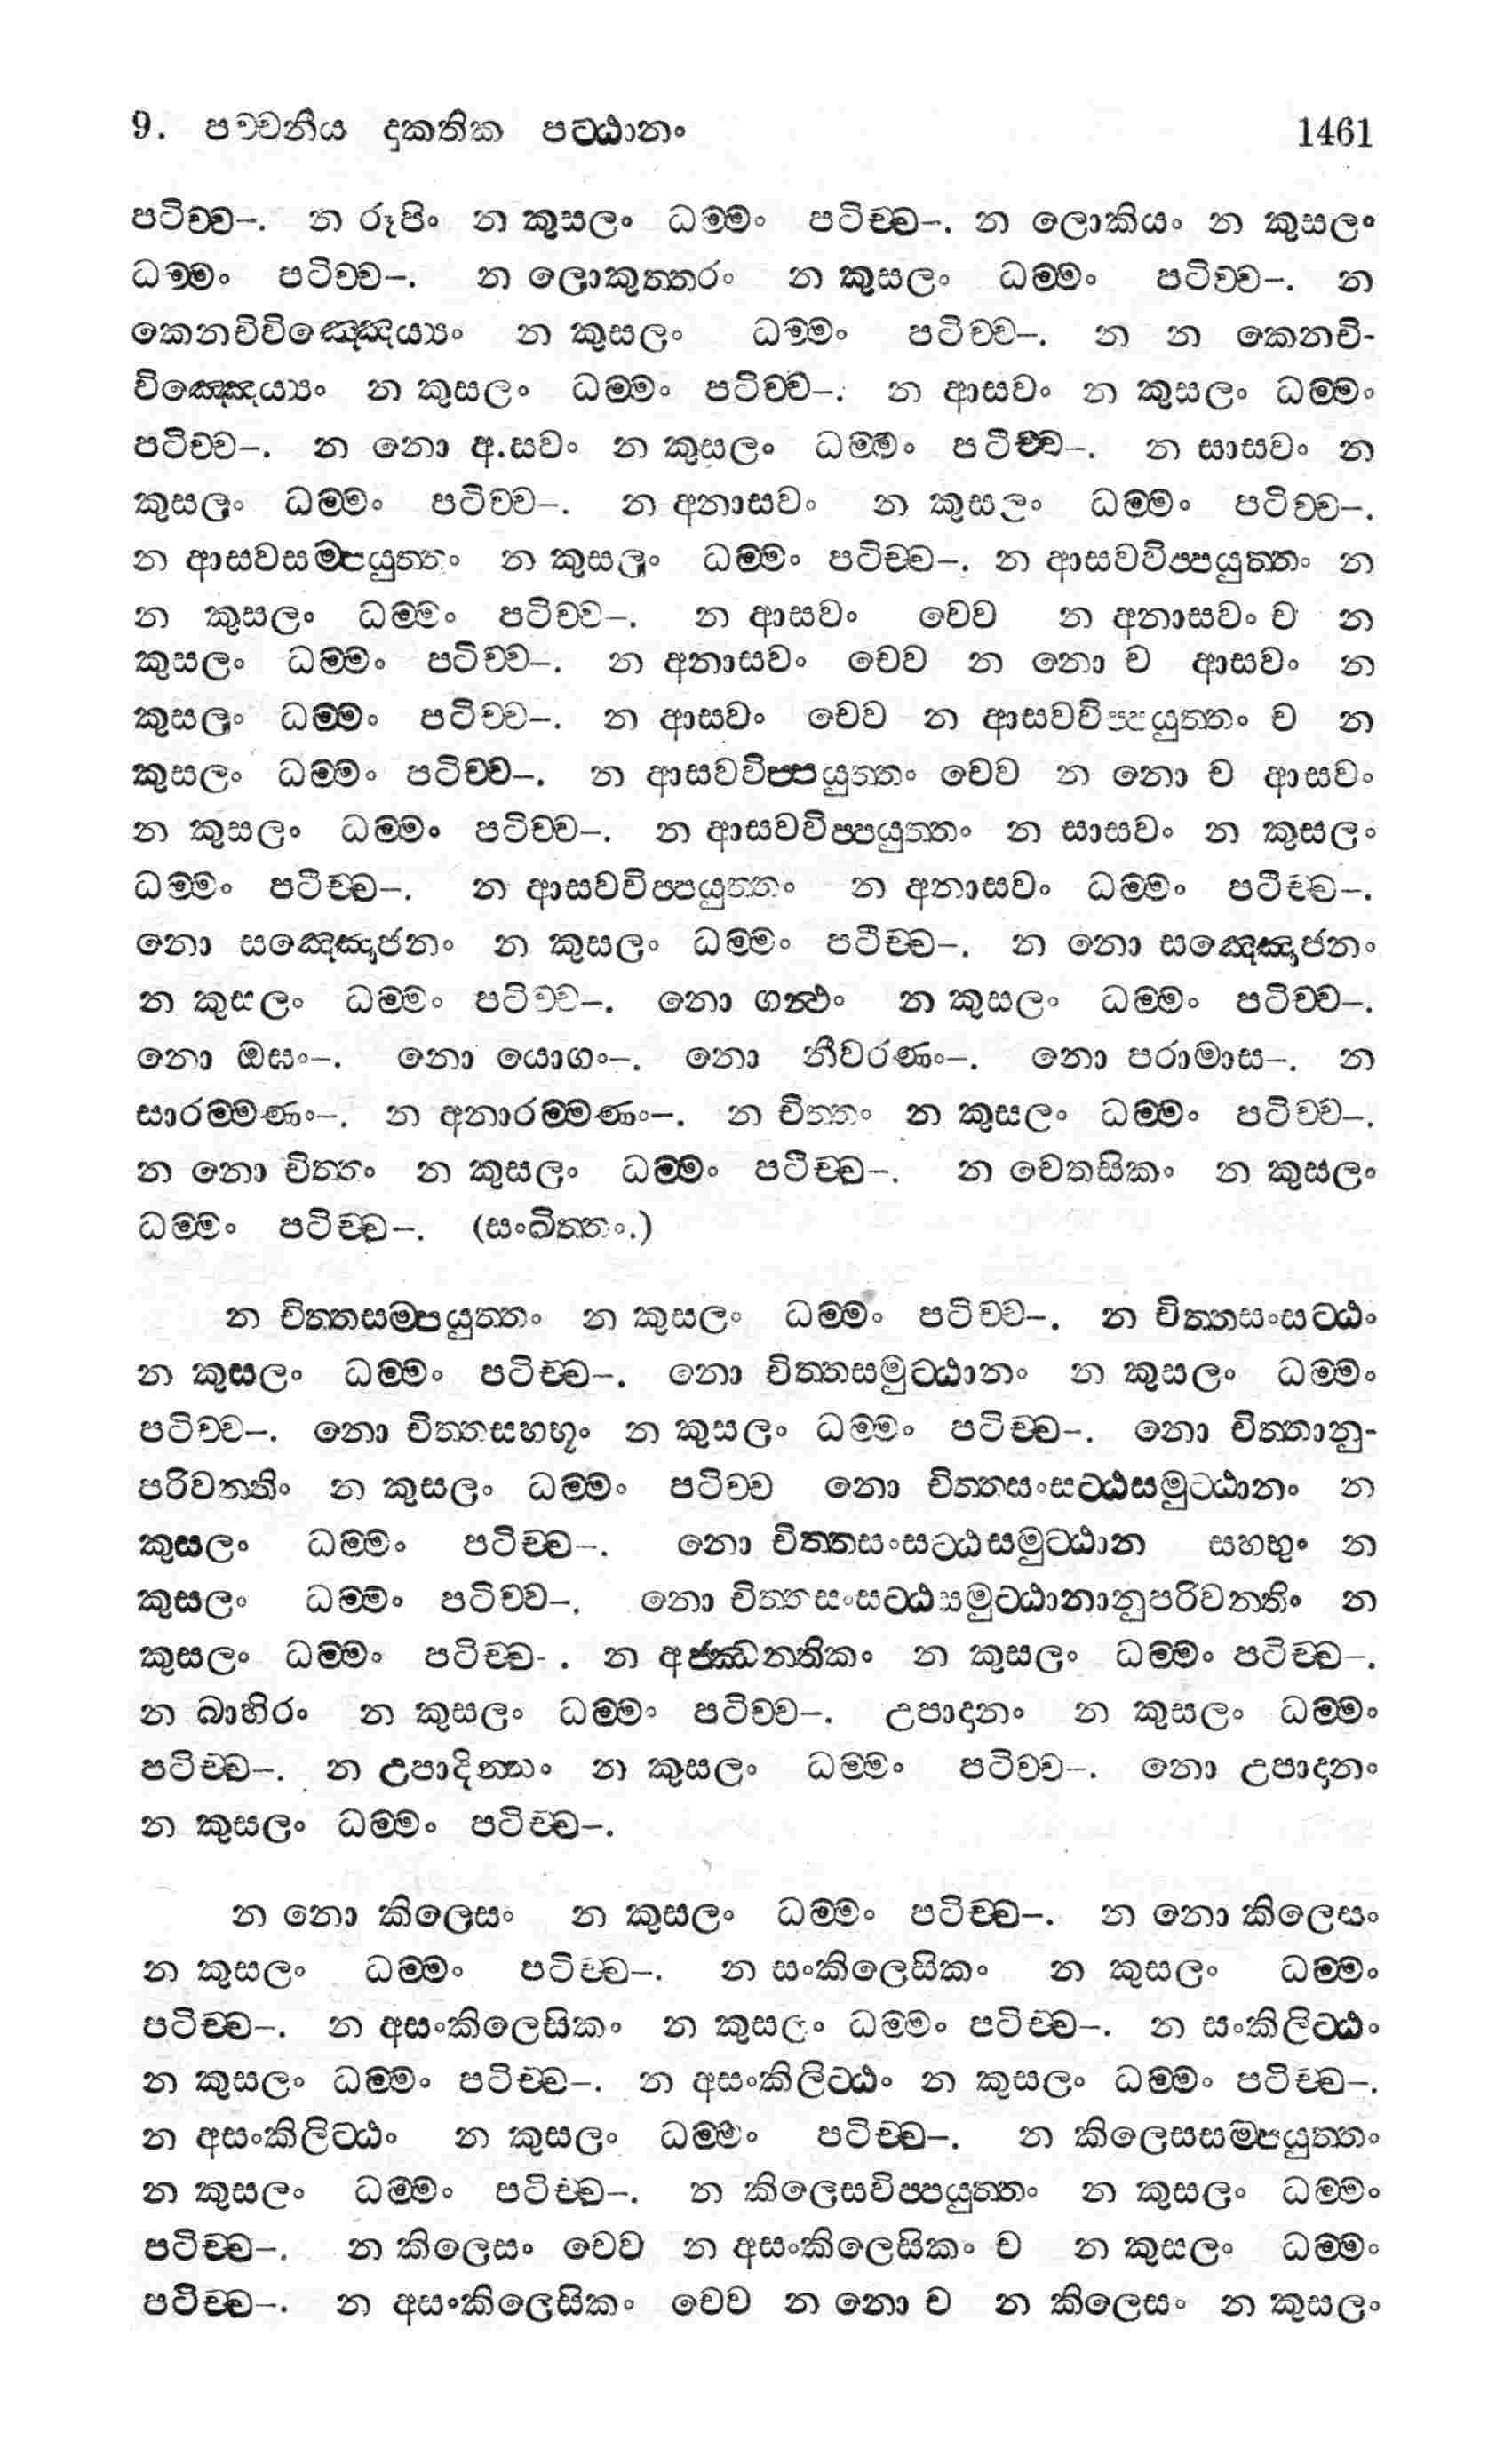 9. පච්චනීය දුකතික පට්ඨානං 1461
පටිච්ච–. න රූපිං න කුසලං ධම්මං පටිච්ච–. න ලොකියං න කුසලං
ධම්මං පටිච්ච–. න ලොකුත්තරං න කුසලං ධම්මං පටිච්ච–. න
කෙනචිවිඤ්ඤෙය්‍යං න කුසලං ධම්මං පටිච්ච–. න න කෙනචි-
විඤ්ඤෙය්‍යං න කුසලං ධම්මං පටිච්ච–. න ආසවං න කුසලං ධම්මං
පටිච්ච–. න නො අ.සවං න කුසලං ධම්මං පටිච්ච–. න සාසවං න
කුසලං ධම්මං පටිච්ච–. න අනාසවං න කුසලං ධම්මං පටිච්ච–.
න ආසවසම්පයුත්තං න කුසලං ධම්මං පටිච්ච–. න ආසවවිප්පයුත්තං න
න කුසලං ධම්මං පටිච්ච–. න ආසවං චෙව න අනාසවං ච න
කුසලං ධම්මං පටිච්ච–. න අනාසවං චෙව න නො ච ආසවං න
කුසලං ධම්මං පටිච්ච–. න ආසවං චෙව න ආසවවිප්පයුත්තං ච න
කුසලං ධම්මං පටිච්ච–. න ආසවවිප්පයුත්තං චෙව න නො ච ආසවං
න කුසලං ධම්මං පටිච්ච–. න ආසවවිප්පයුත්තං න සාසවං න කුසලං
ධම්මං පටිච්ච–. න ආසවවිප්පයුත්තං න අනාසවං ධම්මං පටිච්ච–.
නො සඤ්ඤොජනං න කුසලං ධම්මං පටිච්ච–. න නො සඤ්ඤොජනං
න කුසලං ධම්මං පටිච්ච–. නො ගන්ථං න කුසලං ධම්මං පටිච්ච–.
නො ඔඝං–. නො යොගං–. නො නීවරණං–. නො පරාමාස–. න
සාරම්මණං–. න අනාරම්මණං–. න චිත්තං න කුසලං ධම්මං පටිච්ච–.
න නො චිත්තං න කුසලං ධම්මං පටිච්ච–. න චෙතසිකං න කුසලං
ධම්මං පටිච්ච–. (සංඛිත්තං.)
න චිත්තසම්පයුත්තං න කුසලං ධම්මං පටිච්ච–. න චිත්තසංසට්ඨං
න කුසලං ධම්මං පටිච්ච–. නො චිත්තසමුට්ඨානං න කුසලං ධම්මං
පටිච්ච–. නො චිත්තසහභූං න කුසලං ධම්මං පටිච්ච–. නො චිත්තානු-
පරිවත්තිං න කුසලං ධම්මං පටිච්ච නො චිත්තසංසට්ඨසමුට්ඨානං න
කුසලං ධම්මං පටිච්ච–. නො චිත්තසංසට්ඨසමුට්ඨාන සහභුං න
කුසලං ධම්මං පටිච්ච–. නො චිත්තසංසට්ඨසමුට්ඨානානුපරිවත්තිං න
කුසලං ධම්මං පටිච්ච-. න අජ්ඣත්තිකං න කුසලං ධම්මං පටිච්ච–.
න බාහිරං න කුසලං ධම්මං පටිච්ච–. උපාදානං න කුසලං ධම්මං
පටිච්ච–. න උපාදින්නං න කුසලං ධම්මං පටිච්ච–. නො උපාදානං
න කුසලං ධම්මං පටිච්ච–.
න නො කිලෙසං න කුසලං ධම්මං පටිච්ච–. න නො කිලෙසං
න කුසලං ධම්මං පටිච්ච–. න සංකිලෙසිකං න කුසලං ධම්මං
පටිච්ච–. න අසංකිලෙසිකං න කුසලං ධම්මං පටිච්ච–. න සංකිලිට්ඨං
න කුසලං ධම්මං පටිච්ච–. න අසංකිලිට්ඨං න කුසලං ධම්මං පටිච්ච–.
න අසංකිලිට්ඨං න කුසලං ධම්මං පටිච්ච–. න කිලෙසසම්පයුත්තං
න කුසලං ධම්මං පටිච්ච–. න කිලෙසවිප්පයුත්තං න කුසලං ධම්මං
පටිච්ච–. න කිලෙසං චෙව න අසංකිලෙසිකං ච න කුසලං ධම්මං
පටිච්ච–. න අසංකිලෙසිකං චෙව න නො ච න කිලෙසං න කුසලං